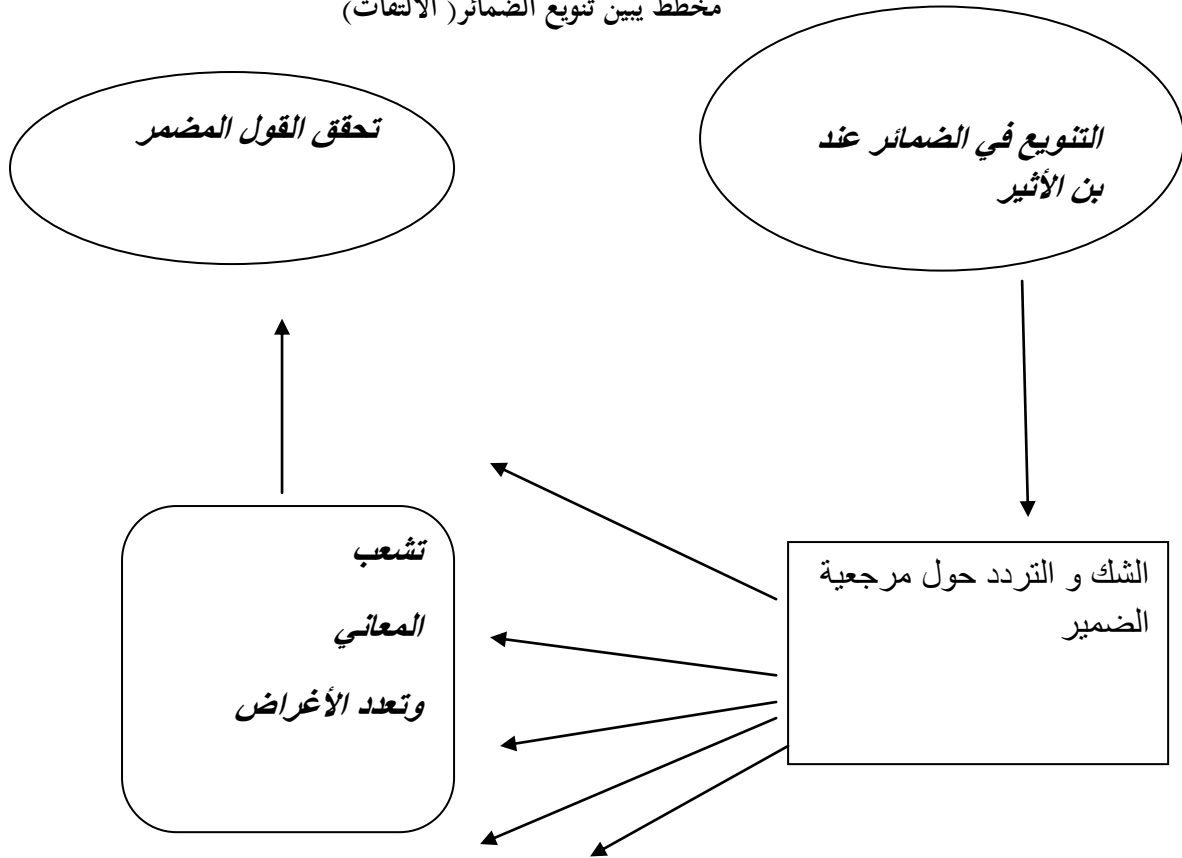 مخطط يبين تنويع الضمائر( الالتفات)
التنويع في الضمائر عند
بن الأثير
تحقق القول المضمر
الشك و التردد حول مرجعية
الضمير
تشعب
المعاني
وتعدد الأغراض